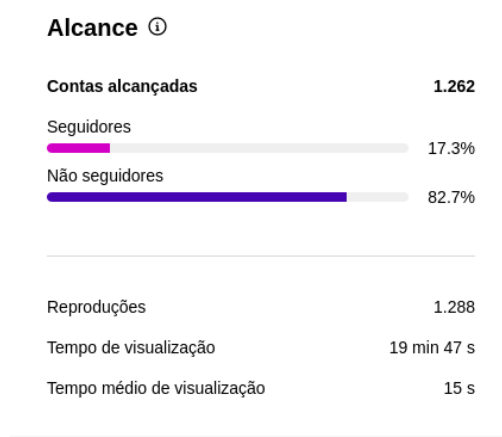 Alcance
Contas alcançadas 1.262
Seguidores
17.3%
Não seguidores
82.7%
Reproduções 1.288
Tempo de visualização 19 min 47 s
Tempo médio de visualização 15 s